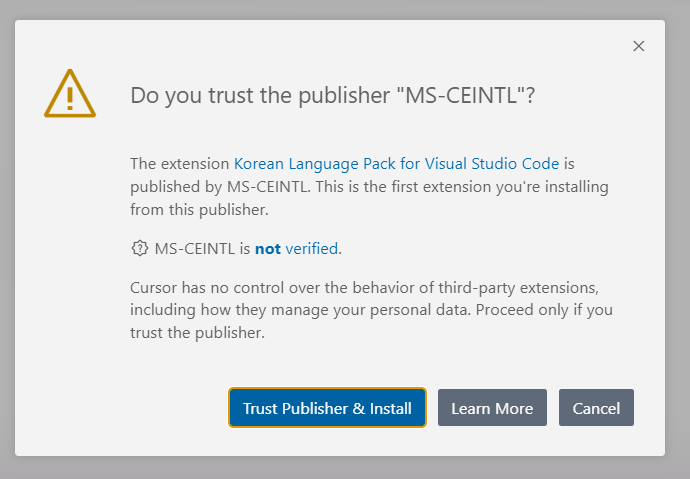 Do you trust the publisher "MS-CEINTL"?
The extension Korean Language Pack for Visual Studio Code is
published by MS-CEINTL. This is the first extension you're installing
from this publisher.
MS-CEINTL is not verified.
Cursor has no control over the behavior of third-party extensions,
including how they manage your personal data. Proceed only if you
trust the publisher.
Trust Publisher & Install
Learn More
Cancel